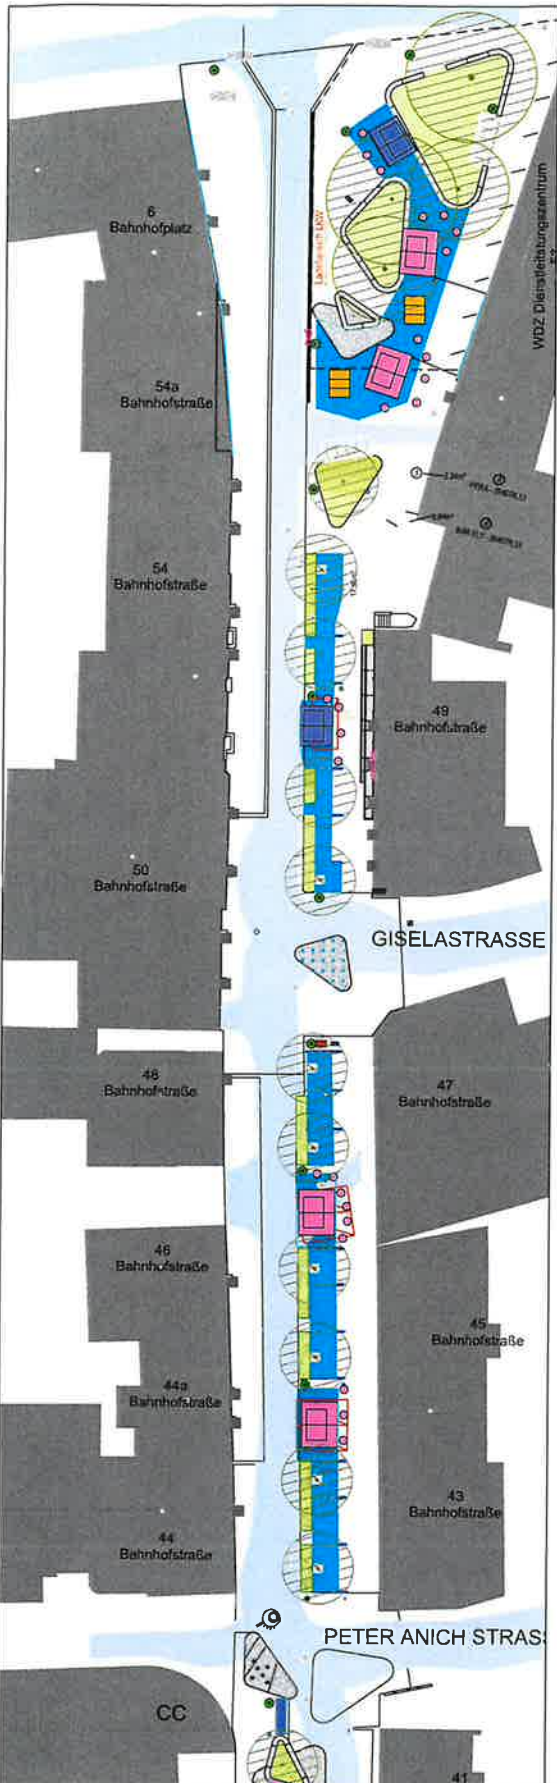 6
Bahnhofplatz
WDZ Dienstleistungszentrum
54a
Bahnhofstraße
54
Bahnhofstraße
49
Bahnhofstraße
50
Bahnhofstraße
GISELASTRASSE
48
Bahnhofstraße
47
Bahnhofstraße
46
Bahnhofstraße
45
Bahnhofstraße
44a
Bahnhofstraße
43
Bahnhofstraße
44
Bahnhofstraße
PETER ANICH STRASS
CC
41